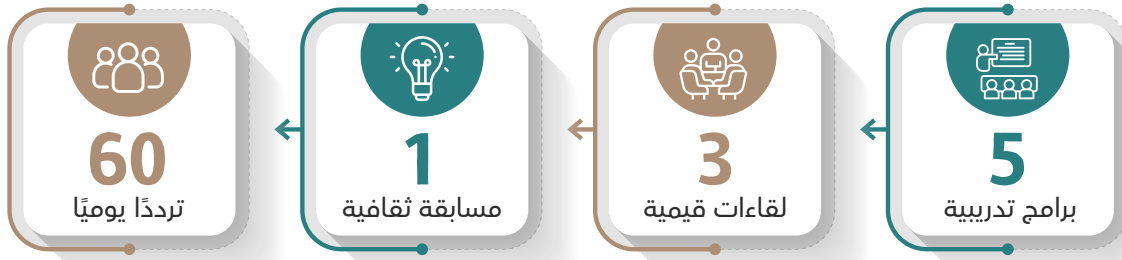 5
برامج تدريبية
3
لقاءات قيمية
1
مسابقة ثقافية
60
ترددًا يوميًا